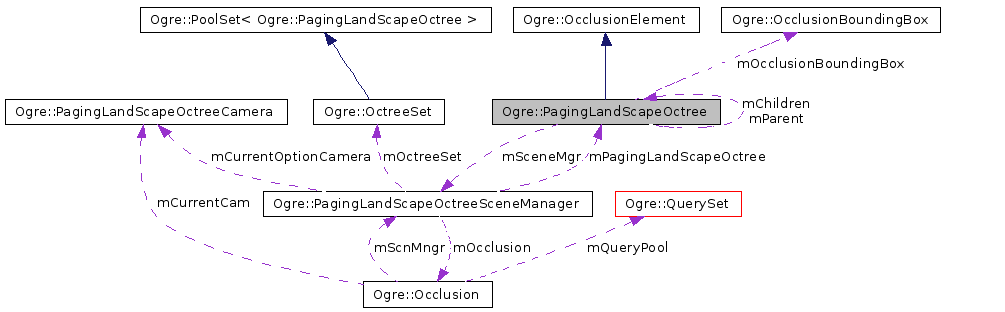 Ogre::PoolSet< Ogre::PagingLandScapeOctree >
Ogre::OcclusionElement
Ogre::OcclusionBoundingBox
mOcclusionBoundingBox
Ogre::PagingLandScapeOctreeCamera
Ogre::OctreeSet
Ogre::PagingLandScapeOctree
mChildren
mParent
mCurrentOptionCamera
mOctreeSet
mSceneMgr
mPagingLandScapeOctree
mCurrentCam
Ogre::PagingLandScapeOctreeSceneManager
Ogre::QuerySet
mScnMngr
mOcclusion
mQueryPool
Ogre::Occlusion